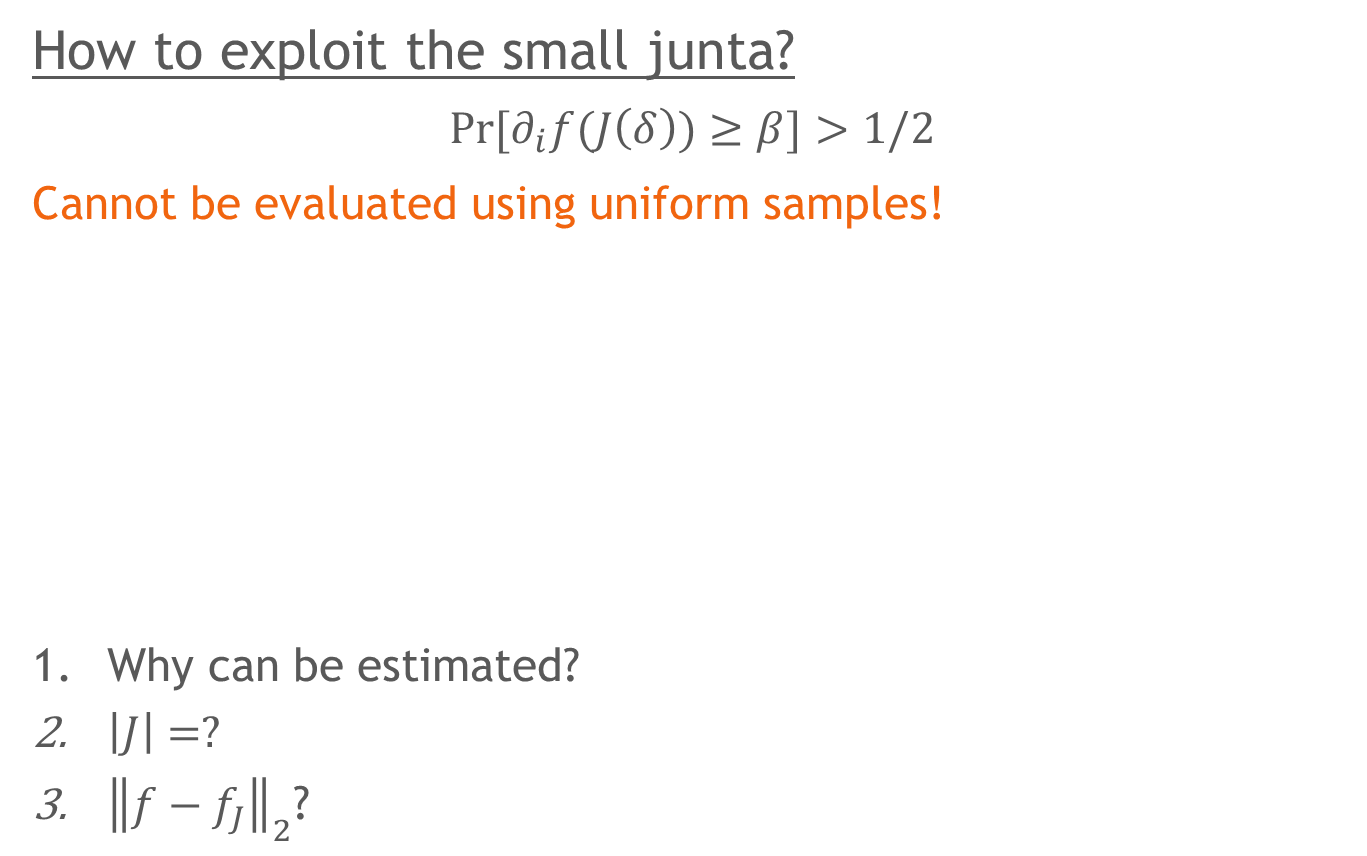 How to exploit the small junta?
Pr[∂ᵢf(J(δ)) ≥ β] > 1/2
Cannot be evaluated using uniform samples!
1. Why can be estimated?
2. |J| =?
3. ‖f − f_J‖₂?